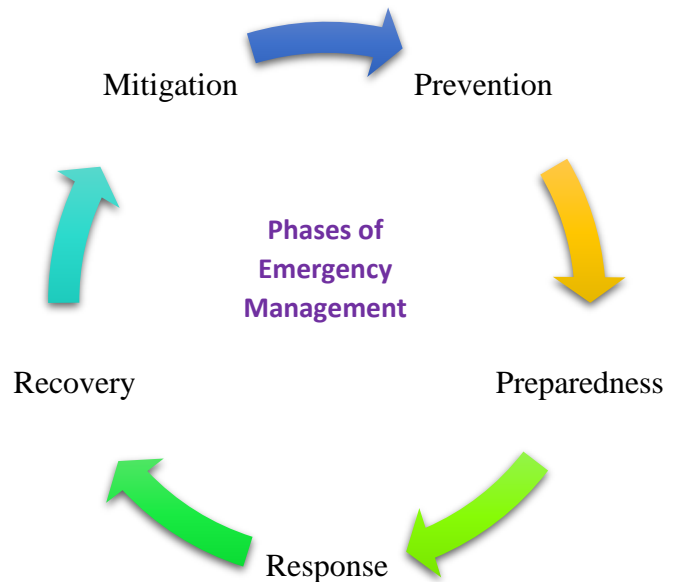 Mitigation
Prevention
Phases of
Emergency
Management
Recovery
Preparedness
Response